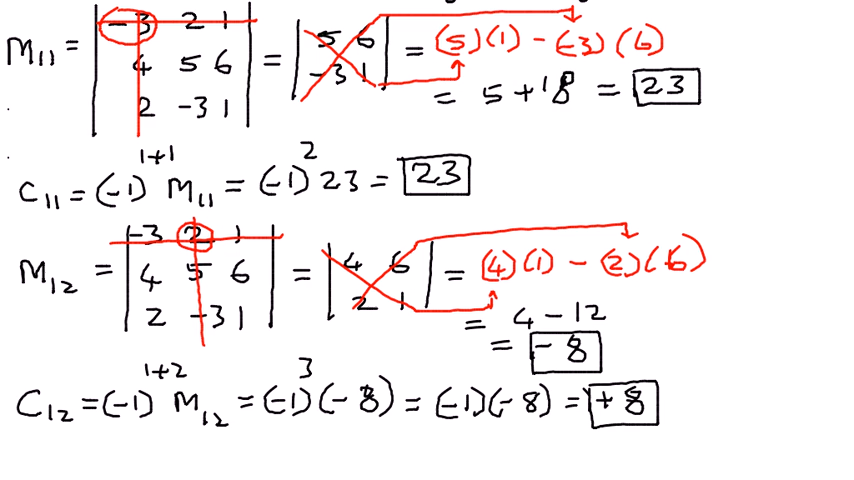 M11 = | -3 2 1 | = | 5 6 | = (5)(1) - (-3)(6)
| 4 5 6 | | -3 1 |
| 2 -3 1 |
= 5 + 18 = 23
C11 = (-1)^1+1 M11 = (-1)^2 23 = 23
M12 = | -3 2 1 | = | 4 6 | = (4)(1) - (2)(6)
| 4 5 6 | | 2 1 |
| 2 -3 1 |
= 4 - 12
= -8
C12 = (-1)^1+2 M12 = (-1)^3 (-8) = (-1)(-8) = +8